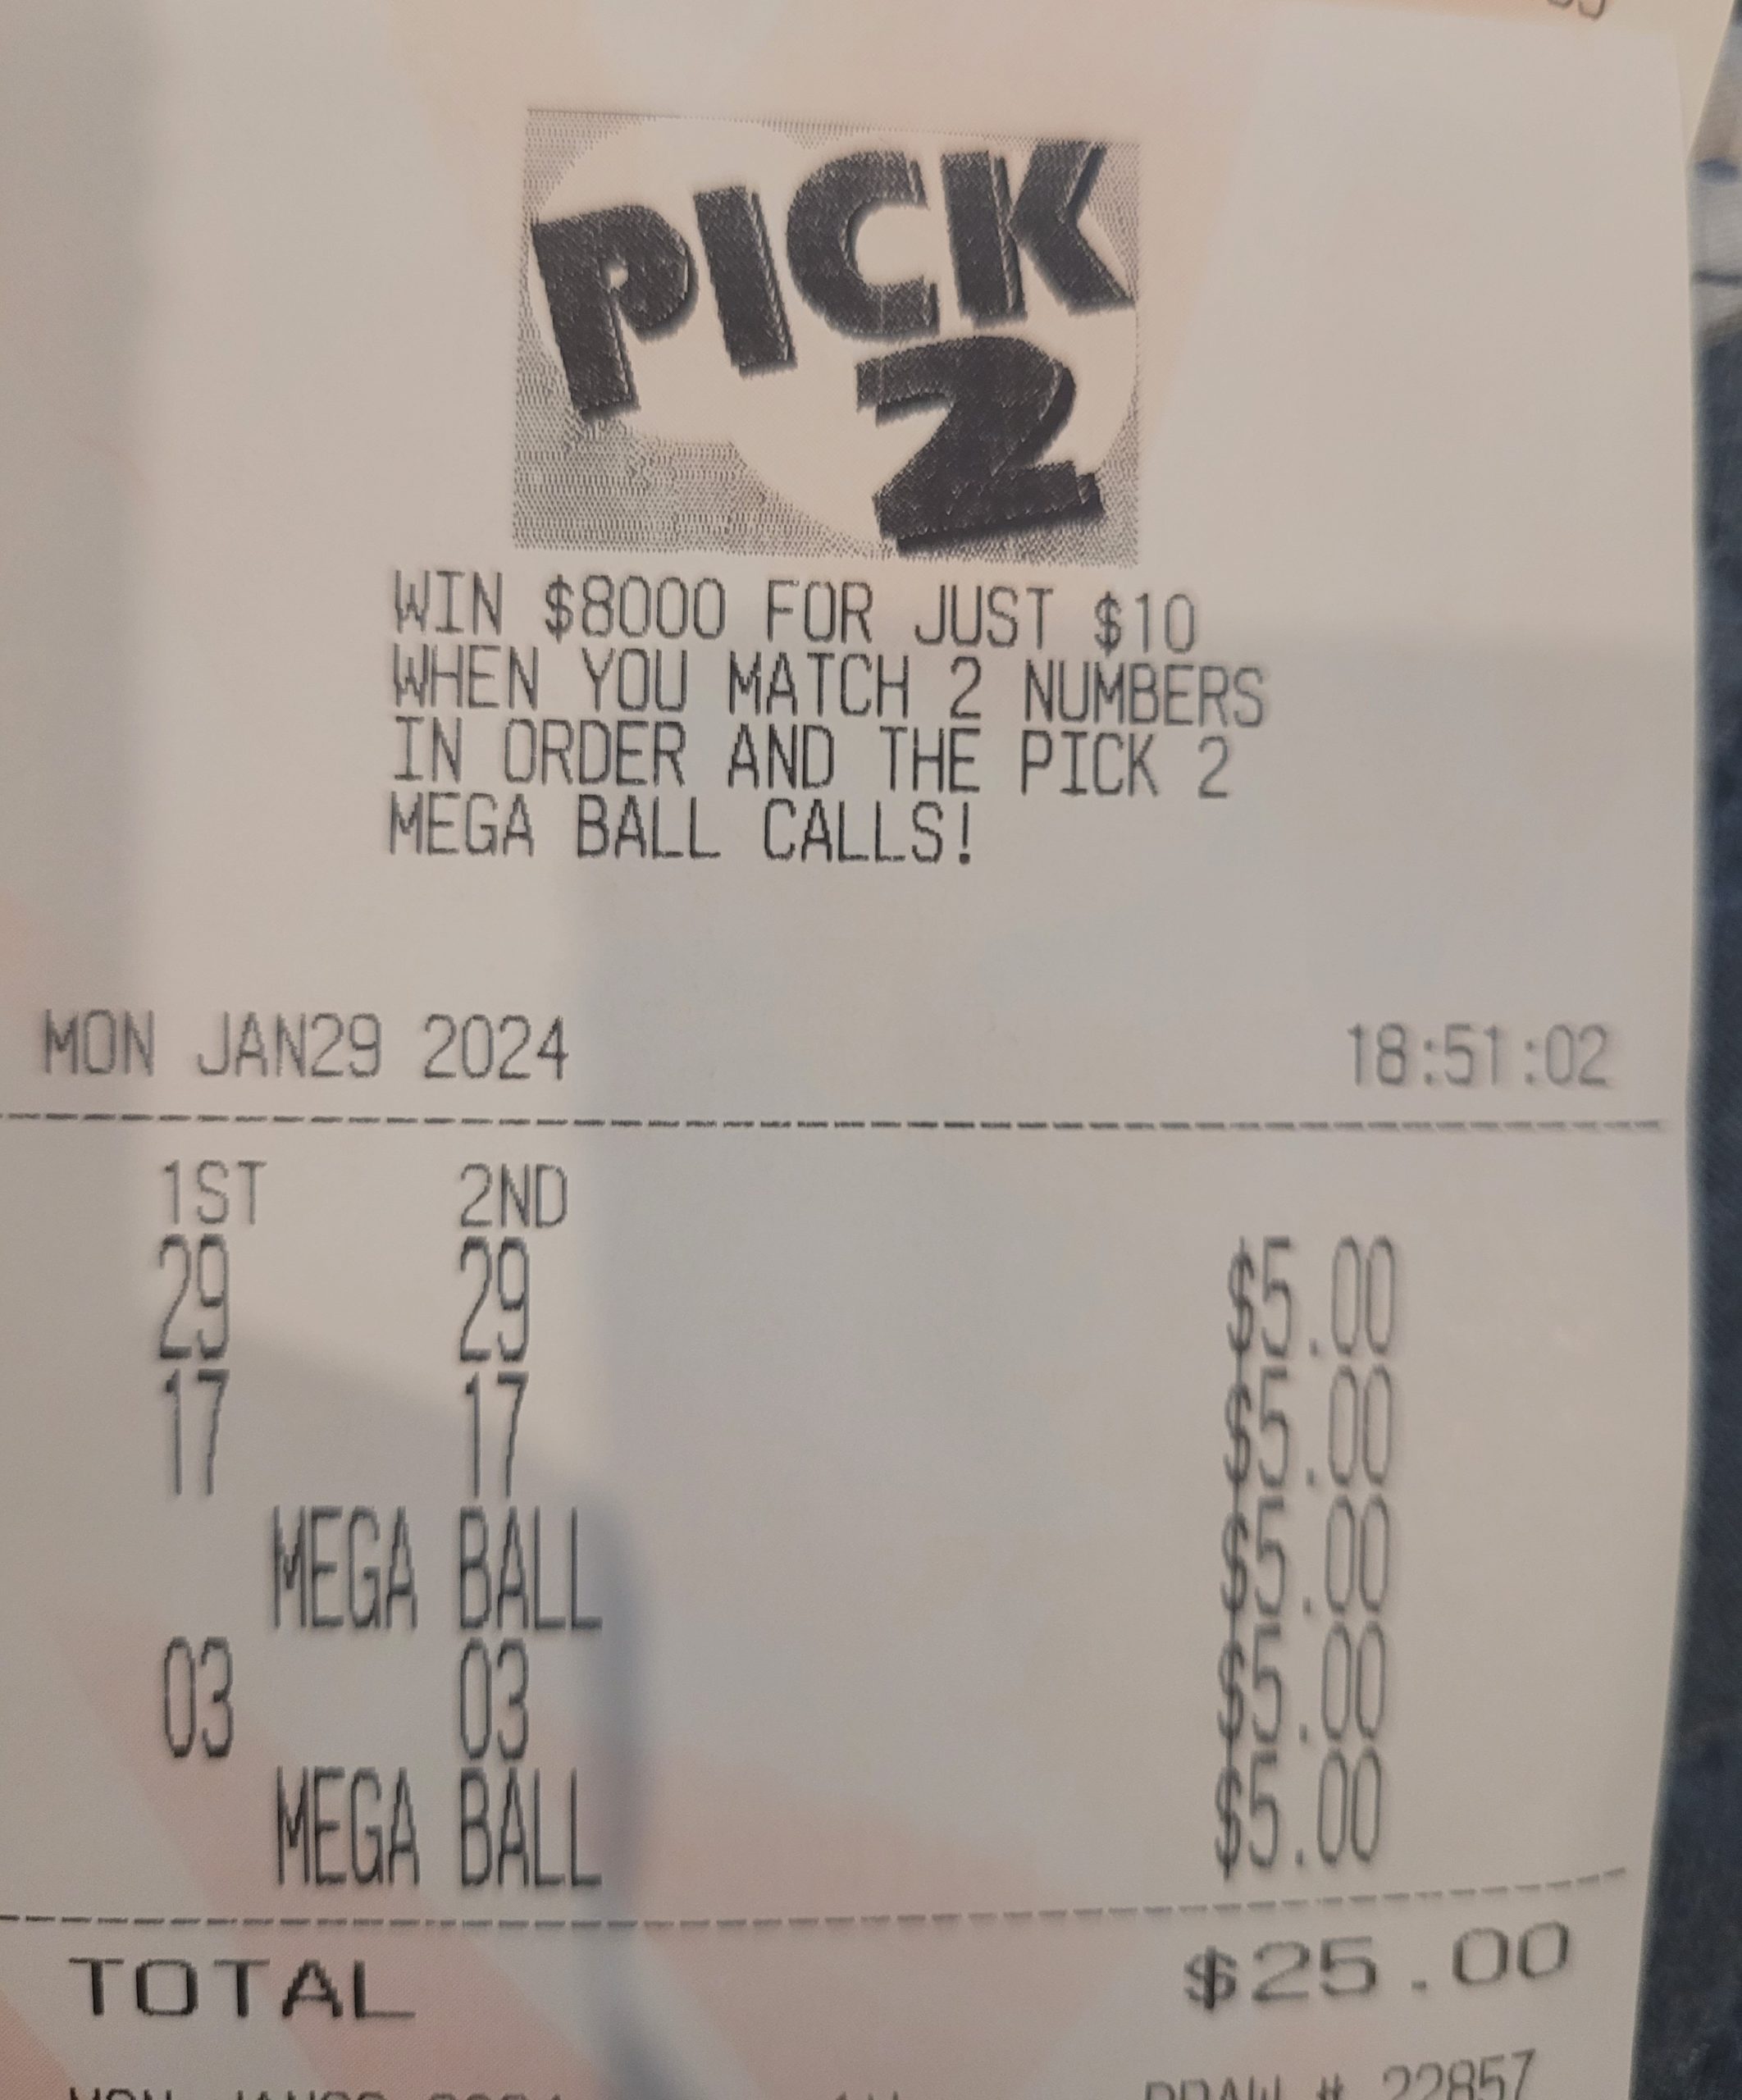 PICK
2
WIN $8000 FOR JUST $10
WHEN YOU MATCH 2 NUMBERS
IN ORDER AND THE PICK 2
MEGA BALL CALLS!
MON JAN29 2024 18:51:02
1ST 2ND
29 29 $5.00
17 17 $5.00
MEGA BALL $5.00
03 03 $5.00
MEGA BALL $5.00
TOTAL $25.00
DRAW # 22857